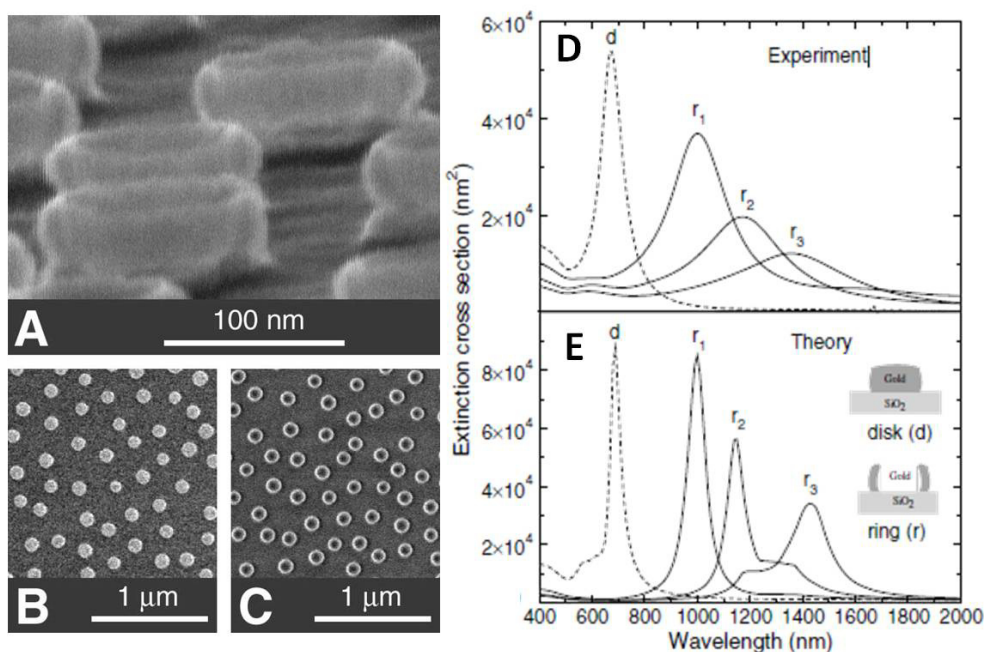 A
100 nm
B
1 μm
C
1 μm
Extinction cross section (nm²)
D
Experiment
6×10⁴
4×10⁴
2×10⁴
d
r₁
r₂
r₃
E
Theory
8×10⁴
6×10⁴
4×10⁴
2×10⁴
d
r₁
r₂
r₃
Gold
SiO₂
disk (d)
Gold
SiO₂
ring (r)
400 600 800 1000 1200 1400 1600 1800 2000
Wavelength (nm)